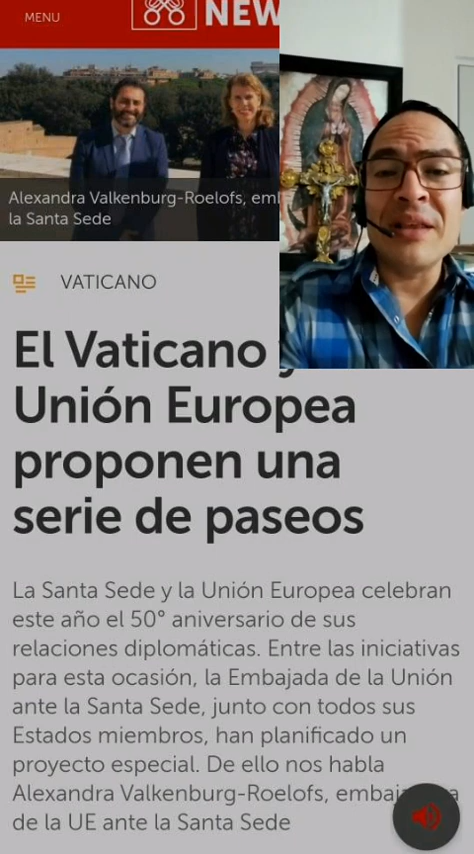 MENU
NEW
Alexandra Valkenburg-Roelofs,
la Santa Sede
VATICANO
El Vaticano
Unión Europea
proponen una
serie de paseos
La Santa Sede y la Unión Europea celebran
este año el 50° aniversario de sus
relaciones diplomáticas. Entre las iniciativas
para esta ocasión, la Embajada de la Unión
ante la Santa Sede, junto con todos sus
Estados miembros, han planificado un
proyecto especial. De ello nos habla
Alexandra Valkenburg-Roelofs,
de la UE ante la Santa Sede